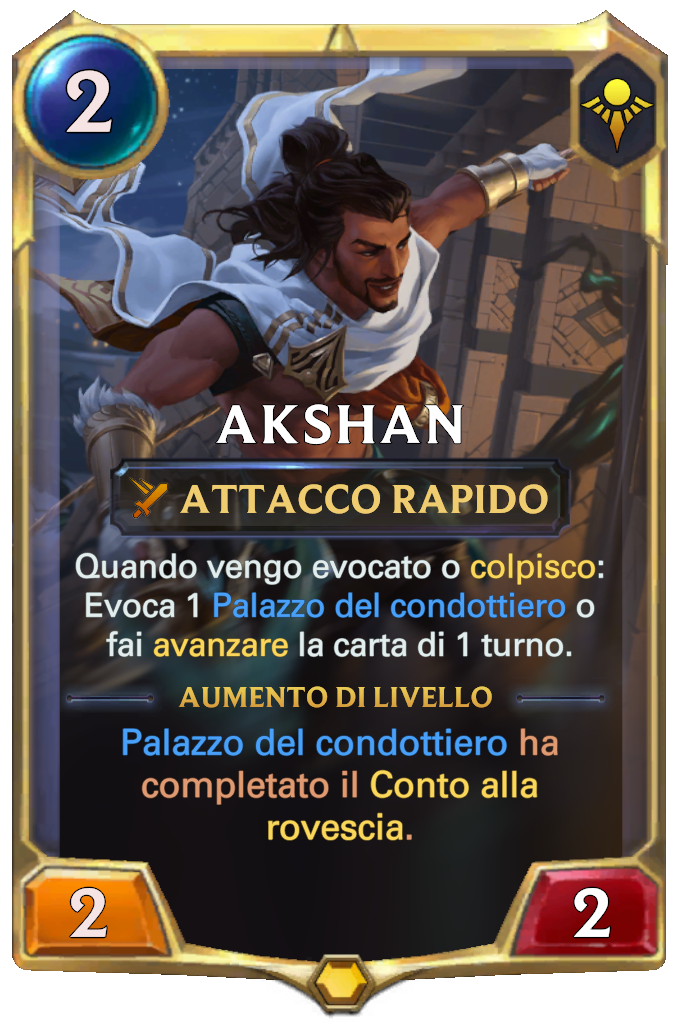 2
AKSHAN
ATTACCO RAPIDO
Quando vengo evocato o colpisco:
Evoca 1 Palazzo del condottiero o
fai avanzare la carta di 1 turno.
AUMENTO DI LIVELLO
Palazzo del condottiero ha
completato il Conto alla
rovescia.
2
2